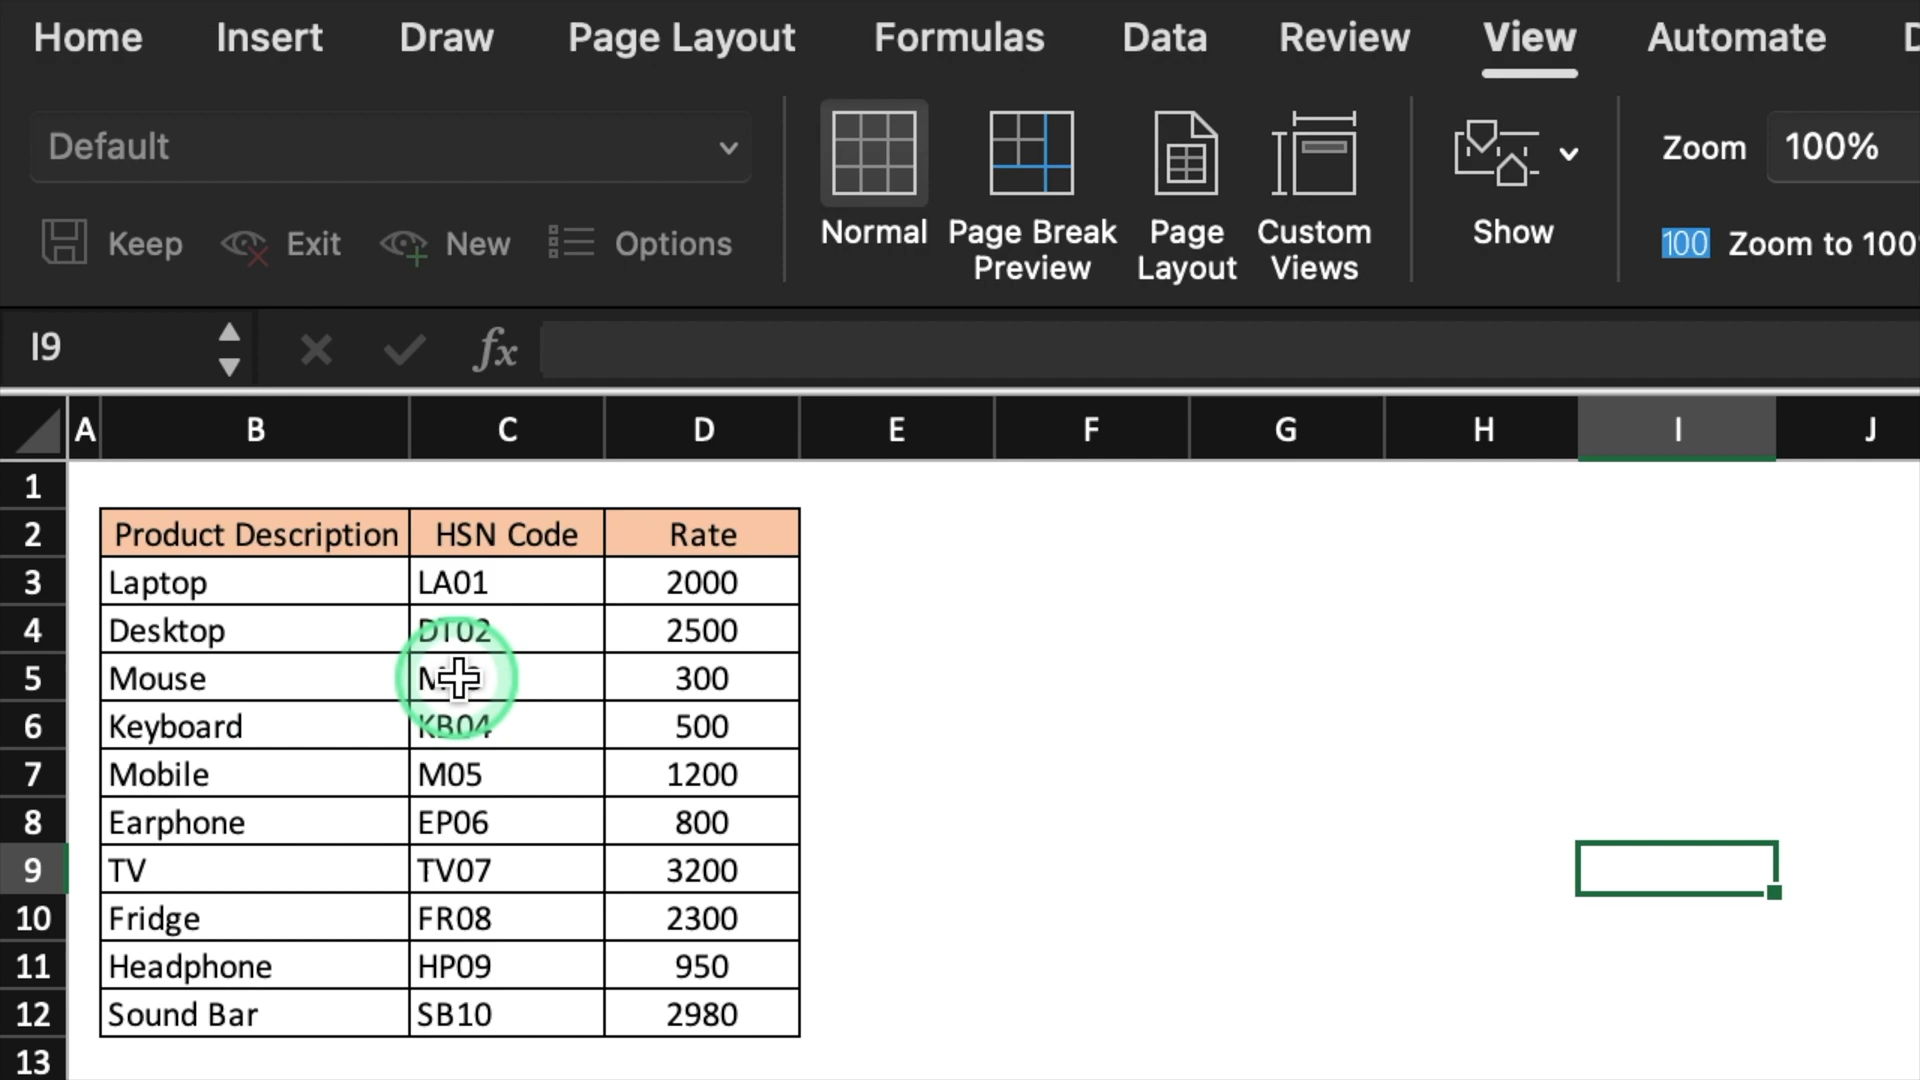 Home Insert Draw Page Layout Formulas Data Review View Automate
Default
Keep Exit New Options
Normal Page Break Preview Page Layout Custom Views Show
Zoom 100%
100 Zoom to 100
I9 fx
A B C D E F G H I J
1
2 Product Description HSN Code Rate
3 Laptop LA01 2000
4 Desktop DT02 2500
5 Mouse 300
6 Keyboard KB04 500
7 Mobile M05 1200
8 Earphone EP06 800
9 TV TV07 3200
10 Fridge FR08 2300
11 Headphone HP09 950
12 Sound Bar SB10 2980
13